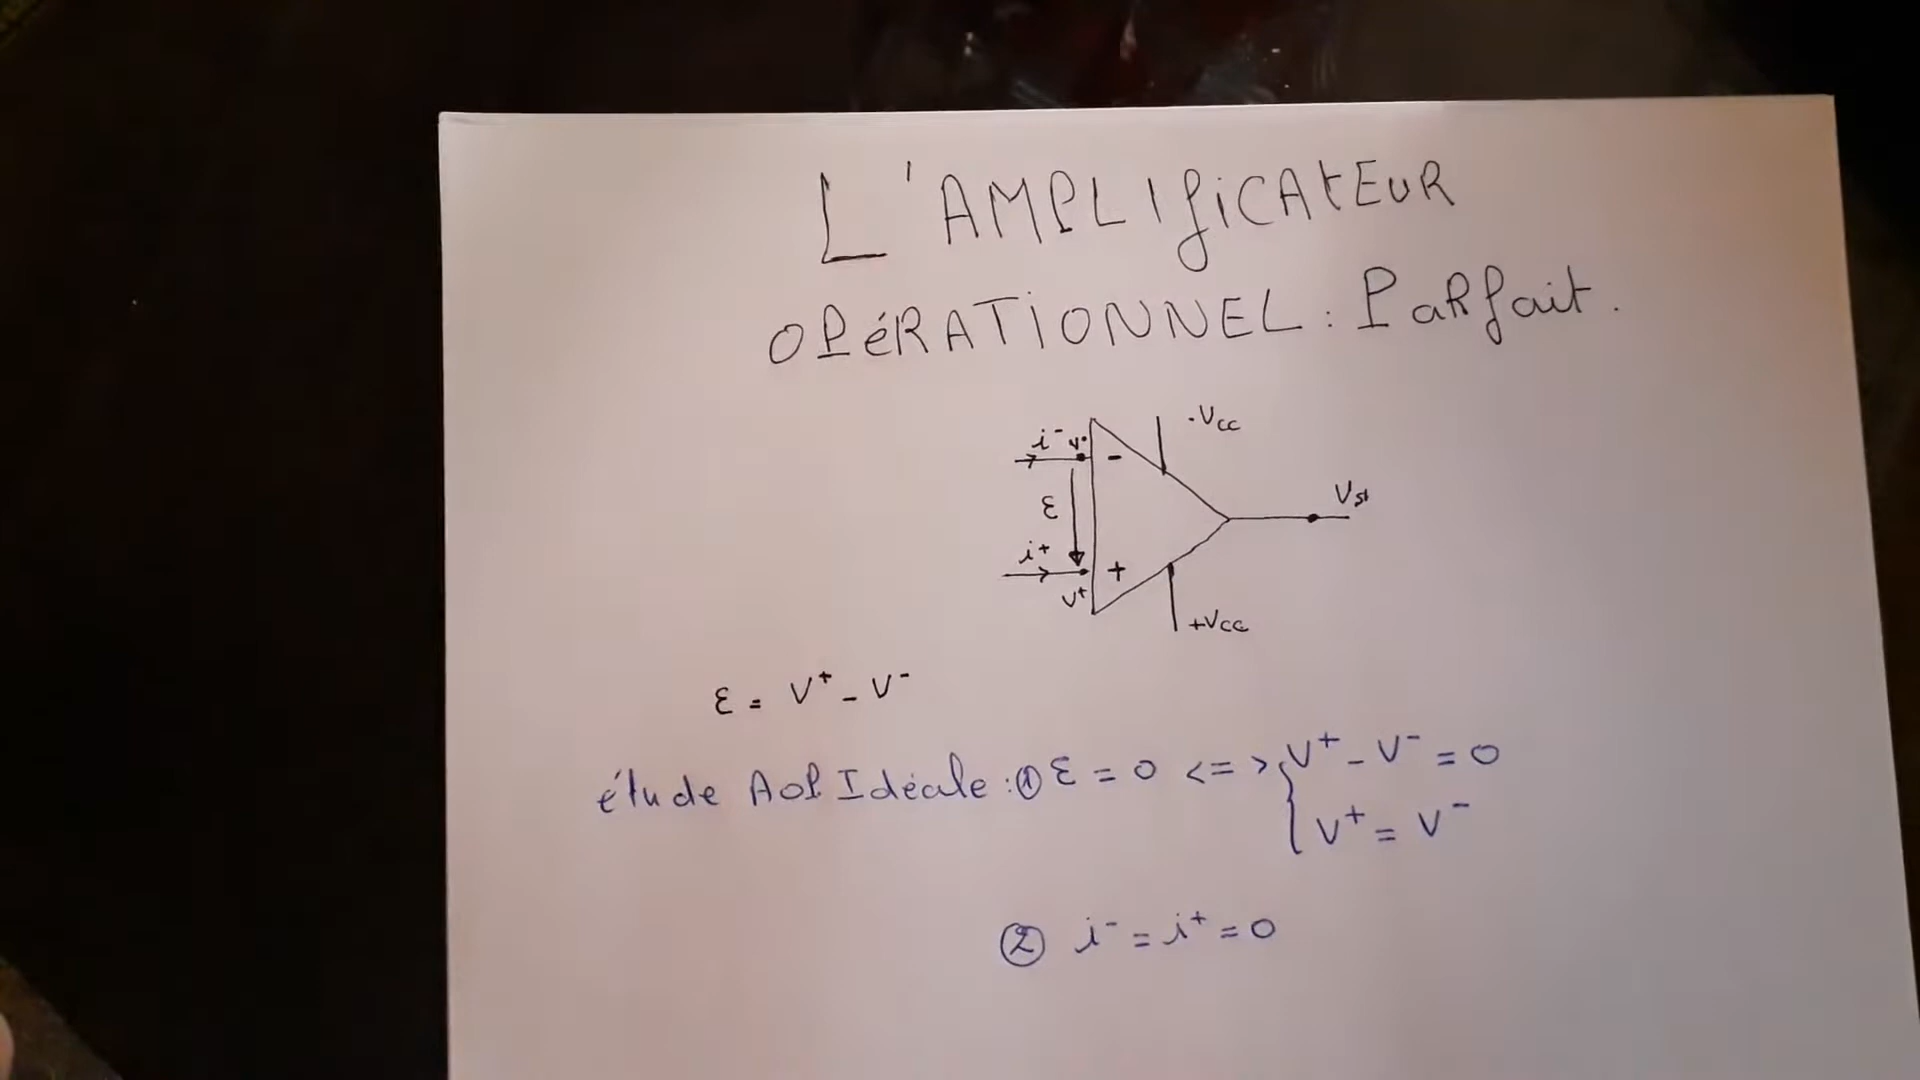 L'AMPLIfiCAtEUR
OPéRATIONNEL : PaRfait.
i⁻ v⁻ - -Vcc
ε Vs
i⁺ +
v⁺ +Vcc
ε = V⁺ - V⁻
étude AOP Idéale : ① ε = 0 <=> { V⁺ - V⁻ = 0
V⁺ = V⁻
② i⁻ = i⁺ = 0